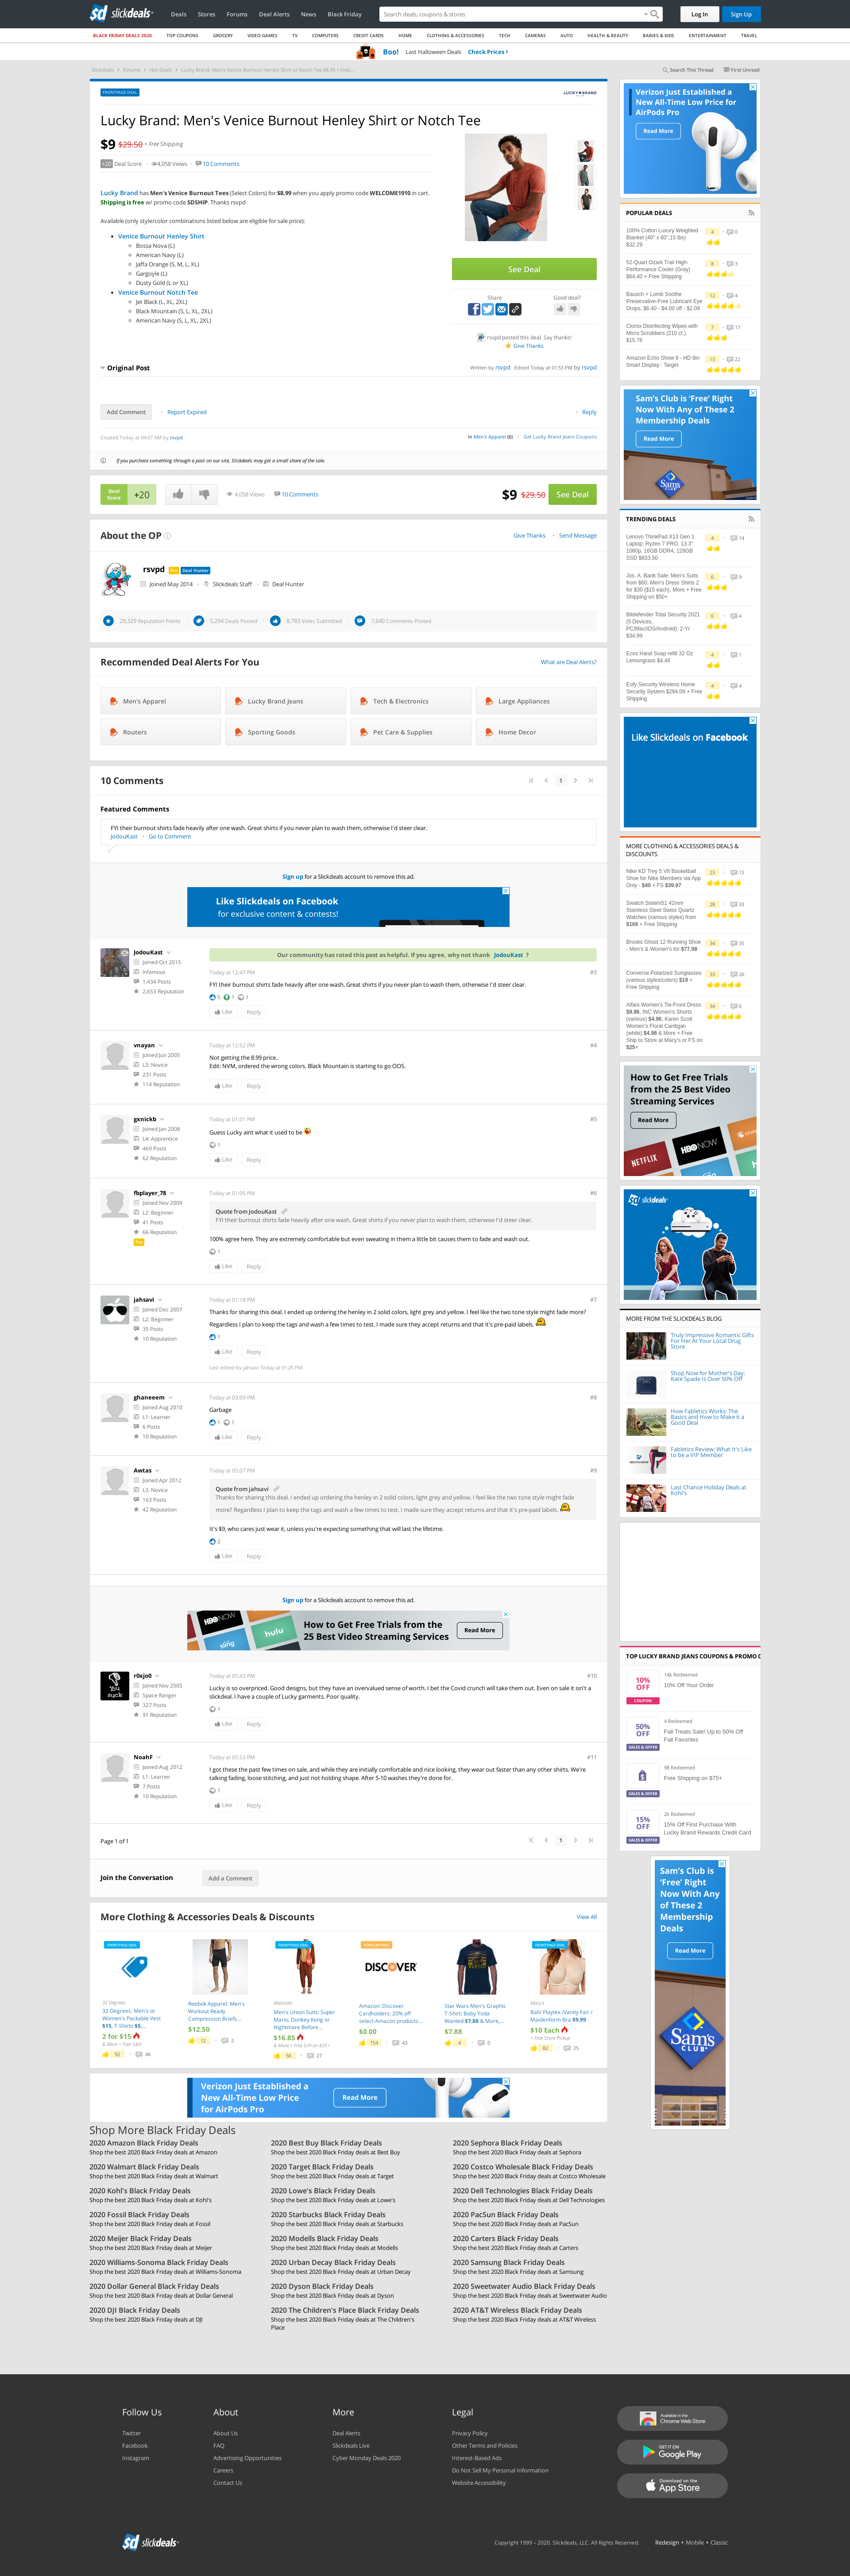 slickdeals
Deals Stores Forums Deal Alerts News Black Friday
Search deals, coupons & stores
Log In Sign Up
BLACK FRIDAY DEALS 2020 TOP COUPONS GROCERY VIDEO GAMES TV COMPUTERS CREDIT CARDS HOME CLOTHING & ACCESSORIES TECH CAMERAS AUTO HEALTH & BEAUTY BABIES & KIDS ENTERTAINMENT TRAVEL
Boo! Last Halloween Deals Check Prices ›
Slickdeals › Forums › Hot Deals › Lucky Brand: Men's Venice Burnout Henley Shirt or Notch Tee $8.99 + Free...
Search This Thread First Unread
FRONTPAGE DEAL
LUCKY BRAND
Lucky Brand: Men's Venice Burnout Henley Shirt or Notch Tee
$9 $29.50 + Free Shipping
+20 Deal Score 4,058 Views 10 Comments
Lucky Brand has Men's Venice Burnout Tees (Select Colors) for $8.99 when you apply promo code WELCOME1910 in cart.
Shipping is free w/ promo code SDSHIP. Thanks rsvpd
Available (only style/color combinations listed below are eligible for sale price):
Venice Burnout Henley Shirt
Bossa Nova (L)
American Navy (L)
Jaffa Orange (S, M, L, XL)
Gargoyle (L)
Dusty Gold (L or XL)
Venice Burnout Notch Tee
Jet Black (L, XL, 2XL)
Black Mountain (S, L, XL, 2XL)
American Navy (S, L, XL, 2XL)
See Deal
Share Good deal?
rsvpd posted this deal. Say thanks!
Give Thanks
Original Post
Written by rsvpd Edited Today at 01:53 PM by rsvpd
Add Comment Report Expired Reply
Created Today at 04:07 AM by rsvpd
in Men's Apparel (6) Get Lucky Brand Jeans Coupons
If you purchase something through a post on our site, Slickdeals may get a small share of the sale.
Deal Score +20
4,058 Views 10 Comments
$9 $29.50 See Deal
About the OP
Give Thanks Send Message
rsvpd Pro Deal Hunter
Joined May 2014 Slickdeals Staff Deal Hunter
29,329 Reputation Points 5,294 Deals Posted 8,783 Votes Submitted 7,640 Comments Posted
Recommended Deal Alerts For You
What are Deal Alerts?
Men's Apparel Lucky Brand Jeans Tech & Electronics Large Appliances
Routers Sporting Goods Pet Care & Supplies Home Decor
10 Comments
1
Featured Comments
FYI their burnout shirts fade heavily after one wash. Great shirts if you never plan to wash them, otherwise I'd steer clear.
JodouKast Go to Comment
Sign up for a Slickdeals account to remove this ad.
Like Slickdeals on Facebook
for exclusive content & contests!
JodouKast
Joined Oct 2015
Infamous
1,434 Posts
2,653 Reputation
Our community has rated this post as helpful. If you agree, why not thank JodouKast ?
Today at 12:47 PM #3
FYI their burnout shirts fade heavily after one wash. Great shirts if you never plan to wash them, otherwise I'd steer clear.
5 1 1
Like Reply
vnayan
Joined Jun 2005
L3: Novice
231 Posts
114 Reputation
Today at 12:52 PM #4
Not getting the 8.99 price..
Edit: NVM, ordered the wrong colors. Black Mountain is starting to go OOS.
Like Reply
gxnickb
Joined Jan 2008
L4: Apprentice
469 Posts
62 Reputation
Today at 01:01 PM #5
Guess Lucky aint what it used to be
1
Like Reply
fbplayer_78
Joined Nov 2009
L2: Beginner
41 Posts
66 Reputation
Pro
Today at 01:05 PM #6
Quote from JodouKast
FYI their burnout shirts fade heavily after one wash. Great shirts if you never plan to wash them, otherwise I'd steer clear.
100% agree here. They are extremely comfortable but even sweating in them a little bit causes them to fade and wash out.
1
Like Reply
jahsavi
Joined Dec 2007
L2: Beginner
35 Posts
10 Reputation
Today at 01:18 PM #7
Thanks for sharing this deal. I ended up ordering the henley in 2 solid colors, light grey and yellow. I feel like the two tone style might fade more?
Regardless I plan to keep the tags and wash a few times to test. I made sure they accept returns and that it's pre-paid labels.
1
Like Reply
Last edited by jahsavi Today at 01:25 PM.
ghaneeem
Joined Aug 2010
L1: Learner
6 Posts
10 Reputation
Today at 03:09 PM #8
Garbage
1 1
Like Reply
Awtas
Joined Apr 2012
L3: Novice
163 Posts
42 Reputation
Today at 05:07 PM #9
Quote from jahsavi
Thanks for sharing this deal. I ended up ordering the henley in 2 solid colors, light grey and yellow. I feel like the two tone style might fade
more? Regardless I plan to keep the tags and wash a few times to test. I made sure they accept returns and that it's pre-paid labels.
It's $9, who cares just wear it, unless you're expecting something that will last the lifetime.
2
Like Reply
Sign up for a Slickdeals account to remove this ad.
HBO NOW sling hulu
How to Get Free Trials from the
25 Best Video Streaming Services
Read More
r0xjo0
Joined Nov 2005
Space Ranger
327 Posts
91 Reputation
Today at 05:43 PM #10
Lucky is so overpriced. Good designs, but they have an overvalued sense of worth. I bet the Covid crunch will take them out. Even on sale it isn't a
slickdeal. I have a couple of Lucky garments. Poor quality.
1
Like Reply
NoahF
Joined Aug 2012
L1: Learner
7 Posts
10 Reputation
Today at 05:53 PM #11
I got these the past few times on sale, and while they are initially comfortable and nice looking, they wear out faster than any other shirts. We're
talking fading, loose stitching, and just not holding shape. After 5-10 washes they're done for.
1
Like Reply
Page 1 of 1
1
Join the Conversation Add a Comment
More Clothing & Accessories Deals & Discounts
View All
32 Degrees
32 Degrees: Men's or Women's Packable Vest $15, T-Shirts $5,...
2 for $15
& More + Free S&H
92 46
Reebok Apparel: Men's Workout Ready Compression Briefs...
$12.50
12 2
Walmart
Men's Union Suits: Super Mario, Donkey Kong or Nightmare Before...
$16.85
& More + Free S/H on $35+
56 27
DISCOVER
Amazon: Discover Cardholders: 20% off select Amazon products...
$0.00
154 43
Star Wars Men's Graphic T-Shirt: Baby Yoda Wanted $7.88 & More,...
$7.88
4 0
Macy's
Bali/ Playtex /Vanity Fair / Maidenform Bra $9.99
$10 Each
+ Free Store Pickup
82 25
Verizon Just Established a
New All-Time Low Price
for AirPods Pro
Read More
Shop More Black Friday Deals
2020 Amazon Black Friday Deals
Shop the best 2020 Black Friday deals at Amazon
2020 Best Buy Black Friday Deals
Shop the best 2020 Black Friday deals at Best Buy
2020 Sephora Black Friday Deals
Shop the best 2020 Black Friday deals at Sephora
2020 Walmart Black Friday Deals
Shop the best 2020 Black Friday deals at Walmart
2020 Target Black Friday Deals
Shop the best 2020 Black Friday deals at Target
2020 Costco Wholesale Black Friday Deals
Shop the best 2020 Black Friday deals at Costco Wholesale
2020 Kohl's Black Friday Deals
Shop the best 2020 Black Friday deals at Kohl's
2020 Lowe's Black Friday Deals
Shop the best 2020 Black Friday deals at Lowe's
2020 Dell Technologies Black Friday Deals
Shop the best 2020 Black Friday deals at Dell Technologies
2020 Fossil Black Friday Deals
Shop the best 2020 Black Friday deals at Fossil
2020 Starbucks Black Friday Deals
Shop the best 2020 Black Friday deals at Starbucks
2020 PacSun Black Friday Deals
Shop the best 2020 Black Friday deals at PacSun
2020 Meijer Black Friday Deals
Shop the best 2020 Black Friday deals at Meijer
2020 Modells Black Friday Deals
Shop the best 2020 Black Friday deals at Modells
2020 Carters Black Friday Deals
Shop the best 2020 Black Friday deals at Carters
2020 Williams-Sonoma Black Friday Deals
Shop the best 2020 Black Friday deals at Williams-Sonoma
2020 Urban Decay Black Friday Deals
Shop the best 2020 Black Friday deals at Urban Decay
2020 Samsung Black Friday Deals
Shop the best 2020 Black Friday deals at Samsung
2020 Dollar General Black Friday Deals
Shop the best 2020 Black Friday deals at Dollar General
2020 Dyson Black Friday Deals
Shop the best 2020 Black Friday deals at Dyson
2020 Sweetwater Audio Black Friday Deals
Shop the best 2020 Black Friday deals at Sweetwater Audio
2020 DJI Black Friday Deals
Shop the best 2020 Black Friday deals at DJI
2020 The Children's Place Black Friday Deals
Shop the best 2020 Black Friday deals at The Children's
Place
2020 AT&T Wireless Black Friday Deals
Shop the best 2020 Black Friday deals at AT&T Wireless
Verizon Just Established a
New All-Time Low Price for
AirPods Pro
Read More
POPULAR DEALS
100% Cotton Luxury Weighted
Blanket (40" x 60",15 lbs)
$32.29
4 0
52-Quart Ozark Trail High-
Performance Cooler (Gray)
$64.40 + Free Shipping
8 3
Bausch + Lomb Soothe
Preservative-Free Lubricant Eye
Drops, $6.40 - $4.00 off - $2.08
12 4
Clorox Disinfecting Wipes with
Micro Scrubbers (210 ct.)
$15.76
7 17
Amazon Echo Show 8 - HD 8in
Smart Display : Target
15 22
Sam's Club is 'Free' Right
Now With Any of These 2
Membership Deals
Read More
Sam's
TRENDING DEALS
Lenovo ThinkPad X13 Gen 1
Laptop: Ryzen 7 PRO, 13.3"
1080p, 16GB DDR4, 128GB
SSD $833.50
4 14
Jos. A. Bank Sale: Men's Suits
from $60, Men's Dress Shirts 2
for $30 ($15 each), More + Free
Shipping on $50+
6 9
Bitdefender Total Security 2021
(5 Devices,
PC/Mac/iOS/Android): 2-Yr
$34.99
6 4
Ecos Hand Soap refill 32 Oz
Lemongrass $4.48
4 1
Eufy Security Wireless Home
Security System $294.09 + Free
Shipping
4 4
Like Slickdeals on Facebook
MORE CLOTHING & ACCESSORIES DEALS &
DISCOUNTS
Nike KD Trey 5 VII Basketball
Shoe for Nike Members via App
Only - $40 + FS $39.97
23 15
Swatch Sistem51 42mm
Stainless Steel Swiss Quartz
Watches (various styles) from
$169 + Free Shipping
28 33
Brooks Ghost 12 Running Shoe
- Men's & Women's for $77.98
34 35
Converse Polarized Sunglasses
(various styles/colors) $19 +
Free Shipping
33 26
Alfani Women's Tie-Front Dress
$9.96, INC Women's Shorts
(various) $4.96, Karen Scott
Women's Floral Cardigan
(white) $4.96 & More + Free
Ship to Store at Macy's or FS on
$25+
34 6
How to Get Free Trials
from the 25 Best Video
Streaming Services
Read More
NETFLIX HBO NOW hulu
slickdeals
MORE FROM THE SLICKDEALS BLOG
Truly Impressive Romantic Gifts
For Her At Your Local Drug
Store
Shop Now for Mother's Day:
Kate Spade Is Over 50% Off
How Fabletics Works: The
Basics and How to Make it a
Good Deal
Fabletics Review: What It's Like
to be a VIP Member
Last Chance Holiday Deals at
Kohl's
TOP LUCKY BRAND JEANS COUPONS & PROMO C
10% OFF COUPON
14k Redeemed
10% Off Your Order
50% OFF SALES & OFFER
4 Redeemed
Fall Treats Sale! Up to 50% Off
Fall Favorites
SALES & OFFER
98 Redeemed
Free Shipping on $75+
15% OFF SALES & OFFER
2k Redeemed
15% Off First Purchase With
Lucky Brand Rewards Credit Card
Sam's Club is
'Free' Right
Now With Any
of These 2
Membership
Deals
Read More
Sam's CLUB
Follow Us
Twitter
Facebook
Instagram
About
About Us
FAQ
Advertising Opportunities
Careers
Contact Us
More
Deal Alerts
Slickdeals Live
Cyber Monday Deals 2020
Legal
Privacy Policy
Other Terms and Policies
Interest-Based Ads
Do Not Sell My Personal Information
Website Accessibility
Available in the
Chrome Web Store
GET IT ON
Google Play
Download on the
App Store
slickdeals
Copyright 1999 - 2020. Slickdeals, LLC. All Rights Reserved. Redesign • Mobile • Classic